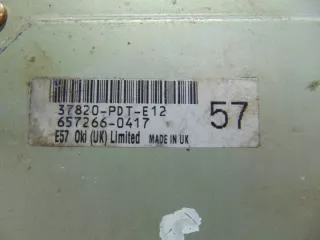 37820-PDT-E12
657266-0417
57
E57 Oki (UK) Limited MADE IN UK